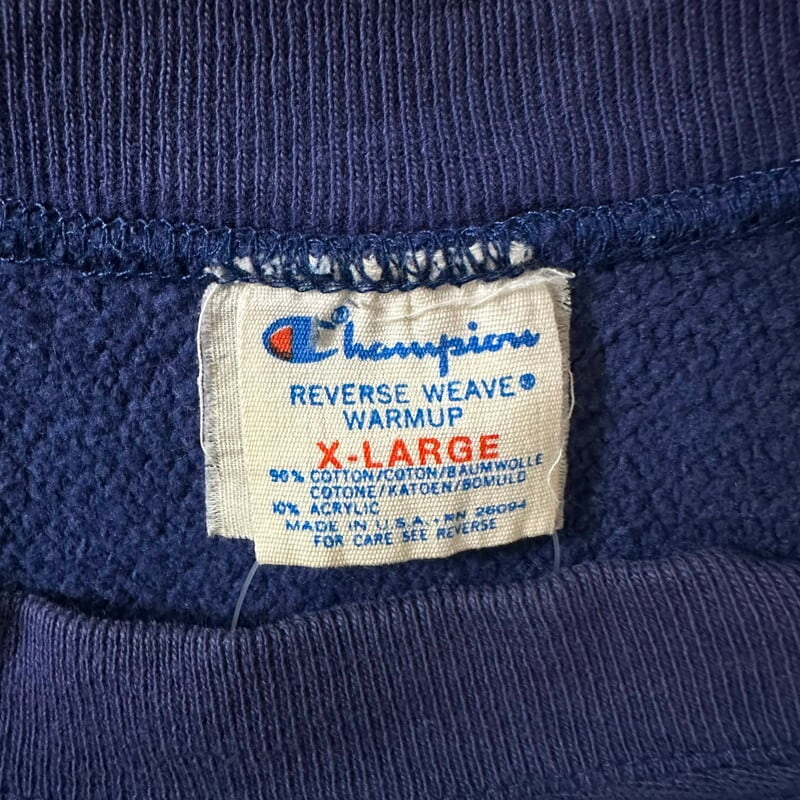 Champion
REVERSE WEAVE®
WARMUP
X-LARGE
90% COTTON/COTON/BAUMWOLLE
COTONE/KATOEN/BOMULD
10% ACRYLIC
MADE IN U.S.A - RN 26094
FOR CARE SEE REVERSE